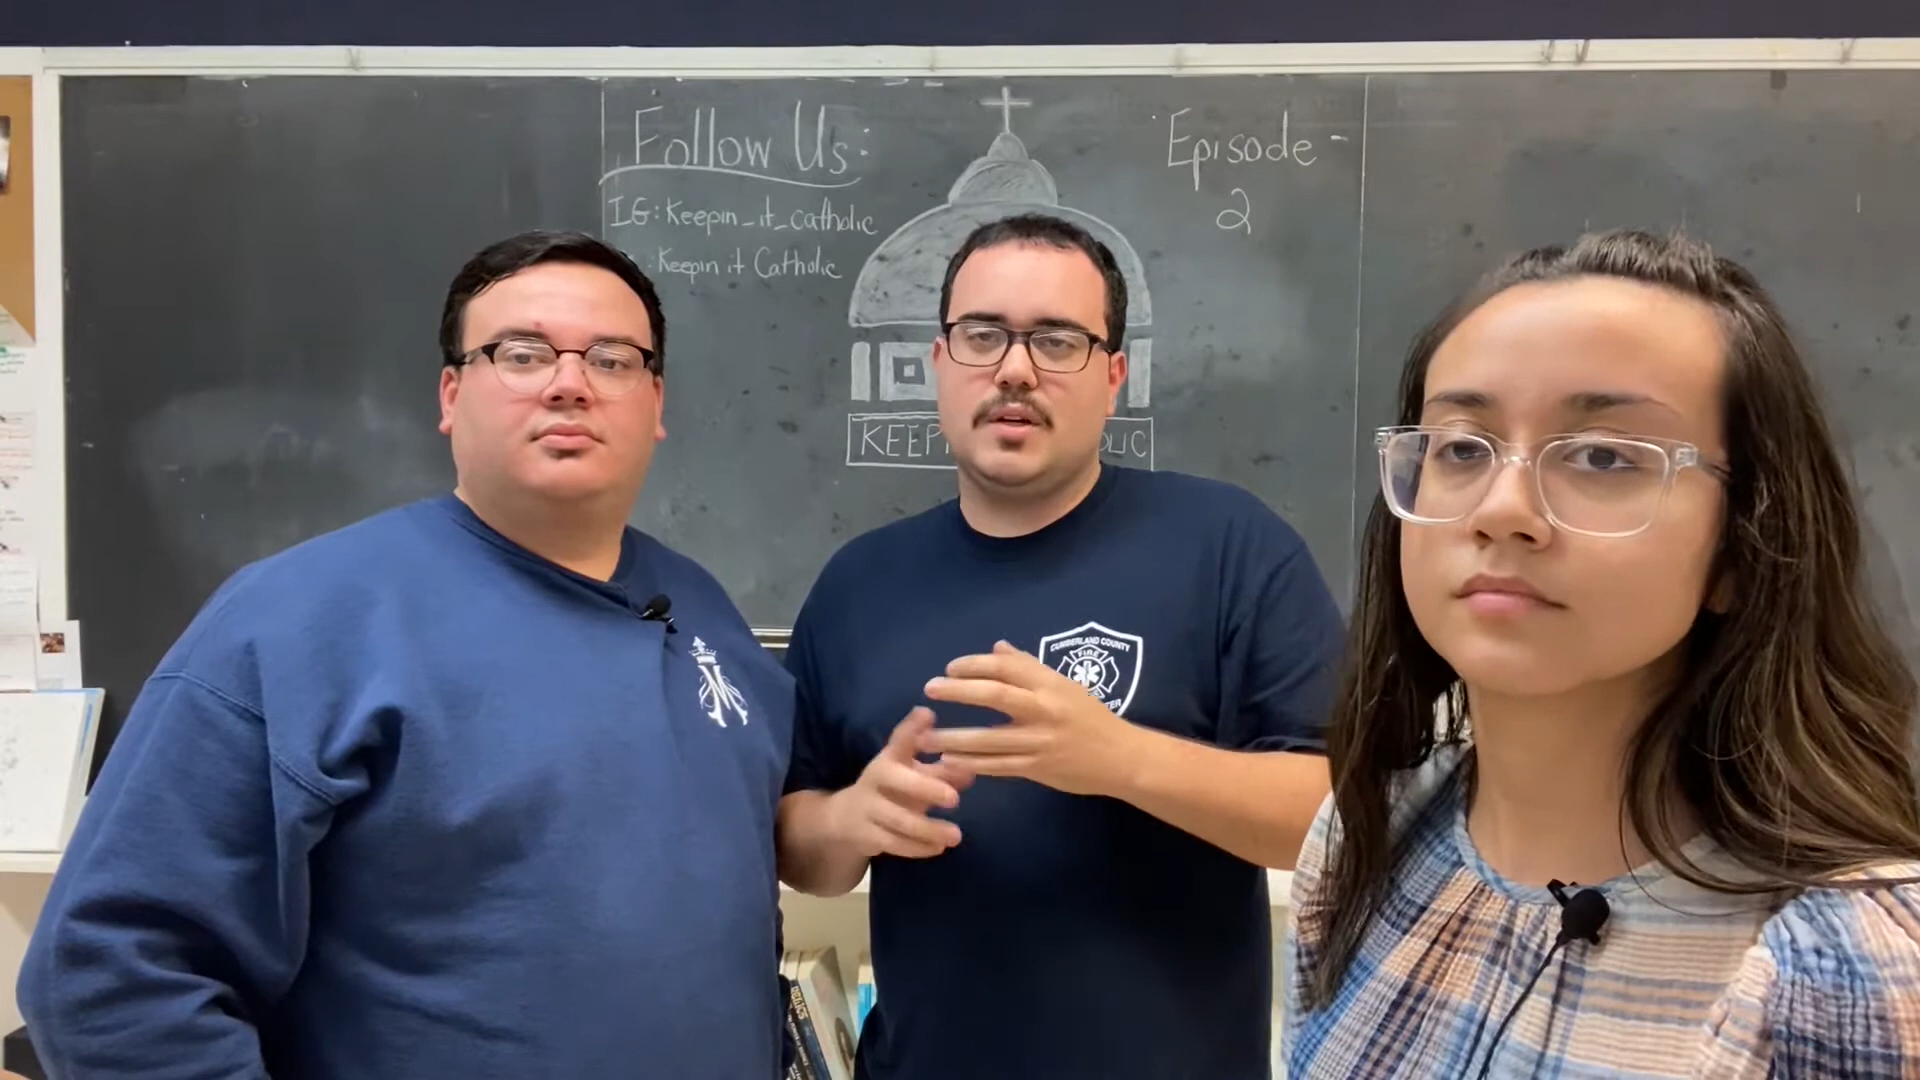 Follow Us:
IG: Keepin_it_catholic
: Keepin it Catholic
Episode -
2
KEEP
OLIC
CUMBERLAND COUNTY
FIRE